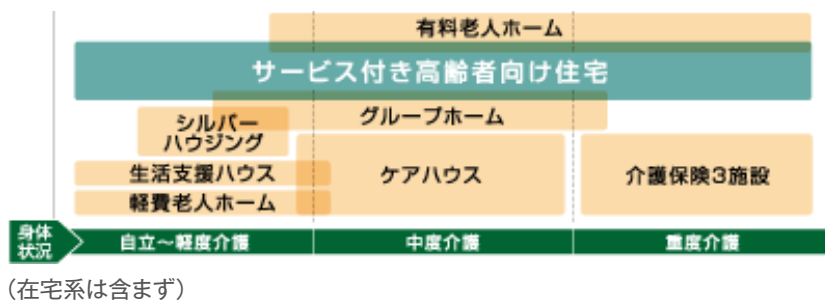 有料老人ホーム
サービス付き高齢者向け住宅
シルバー
ハウジング
グループホーム
生活支援ハウス
ケアハウス
介護保険3施設
軽費老人ホーム
身体
状況
自立～軽度介護
中度介護
重度介護
（在宅系は含まず）